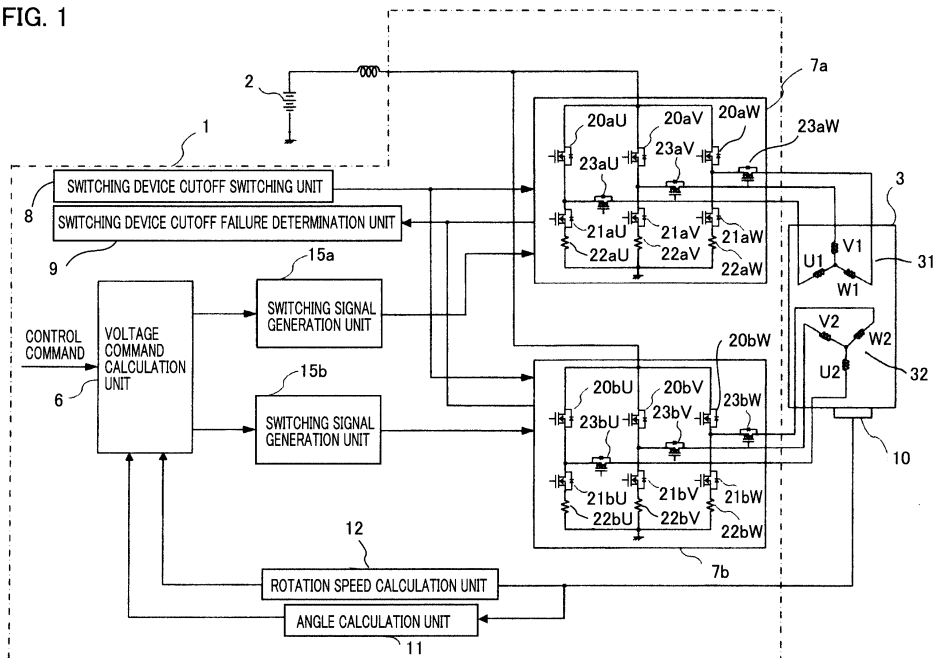 FIG. 1
2
1
7a
20aU
20aV
20aW
23aW
23aU
23aV
8
SWITCHING DEVICE CUTOFF SWITCHING UNIT
SWITCHING DEVICE CUTOFF FAILURE DETERMINATION UNIT
9
21aU
21aV
21aW
22aU
22aV
22aW
3
V1
U1
W1
31
15a
SWITCHING SIGNAL
GENERATION UNIT
CONTROL
COMMAND
6
VOLTAGE
COMMAND
CALCULATION
UNIT
V2
W2
U2
32
15b
SWITCHING SIGNAL
GENERATION UNIT
20bU
20bV
20bW
23bU
23bV
23bW
10
21bU
21bV
21bW
22bU
22bV
22bW
7b
12
ROTATION SPEED CALCULATION UNIT
ANGLE CALCULATION UNIT
11